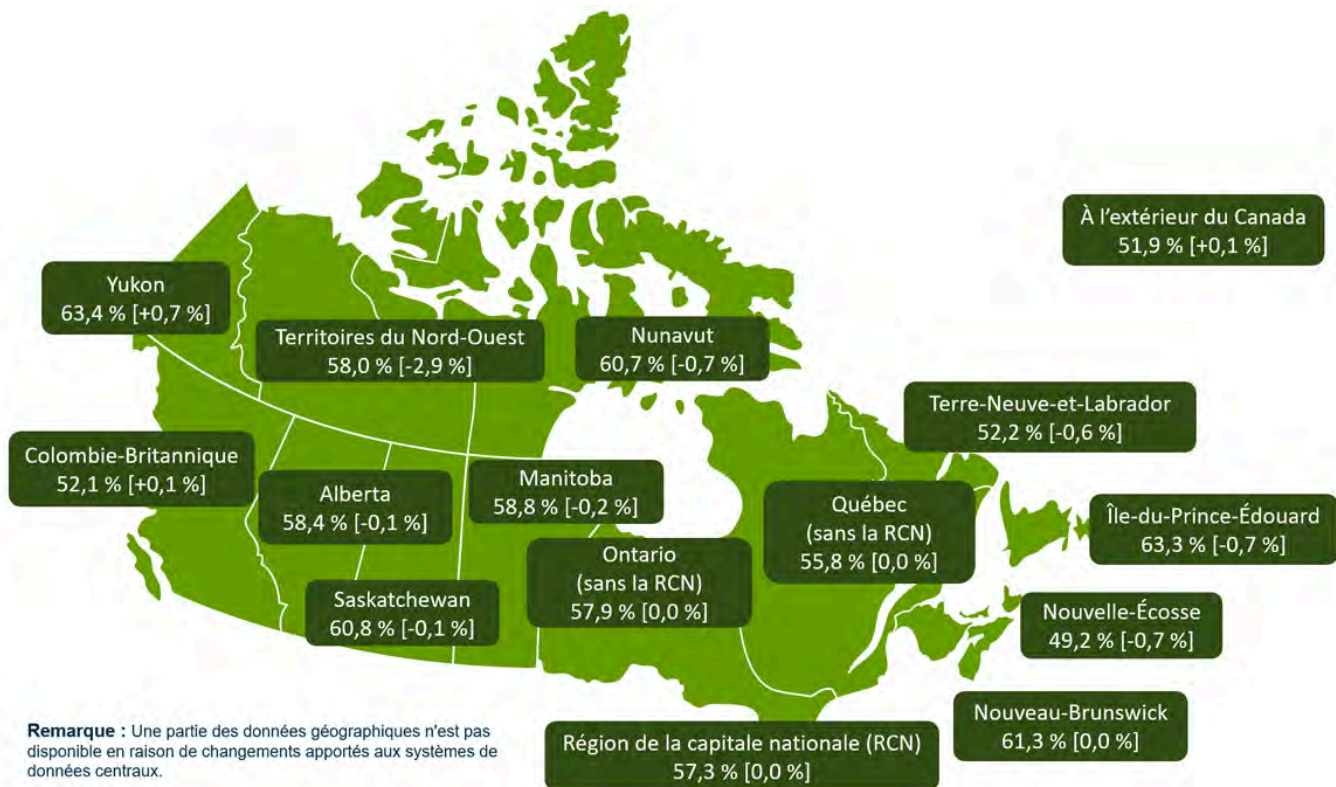 À l'extérieur du Canada
51,9 % [+0,1 %]
Yukon
63,4 % [+0,7 %]
Territoires du Nord-Ouest
58,0 % [-2,9 %]
Nunavut
60,7 % [-0,7 %]
Terre-Neuve-et-Labrador
52,2 % [-0,6 %]
Colombie-Britannique
52,1 % [+0,1 %]
Alberta
58,4 % [-0,1 %]
Manitoba
58,8 % [-0,2 %]
Québec
(sans la RCN)
55,8 % [0,0 %]
Île-du-Prince-Édouard
63,3 % [-0,7 %]
Ontario
(sans la RCN)
57,9 % [0,0 %]
Saskatchewan
60,8 % [-0,1 %]
Nouvelle-Écosse
49,2 % [-0,7 %]
Nouveau-Brunswick
61,3 % [0,0 %]
Région de la capitale nationale (RCN)
57,3 % [0,0 %]
Remarque : Une partie des données géographiques n'est pas
disponible en raison de changements apportés aux systèmes de
données centraux.